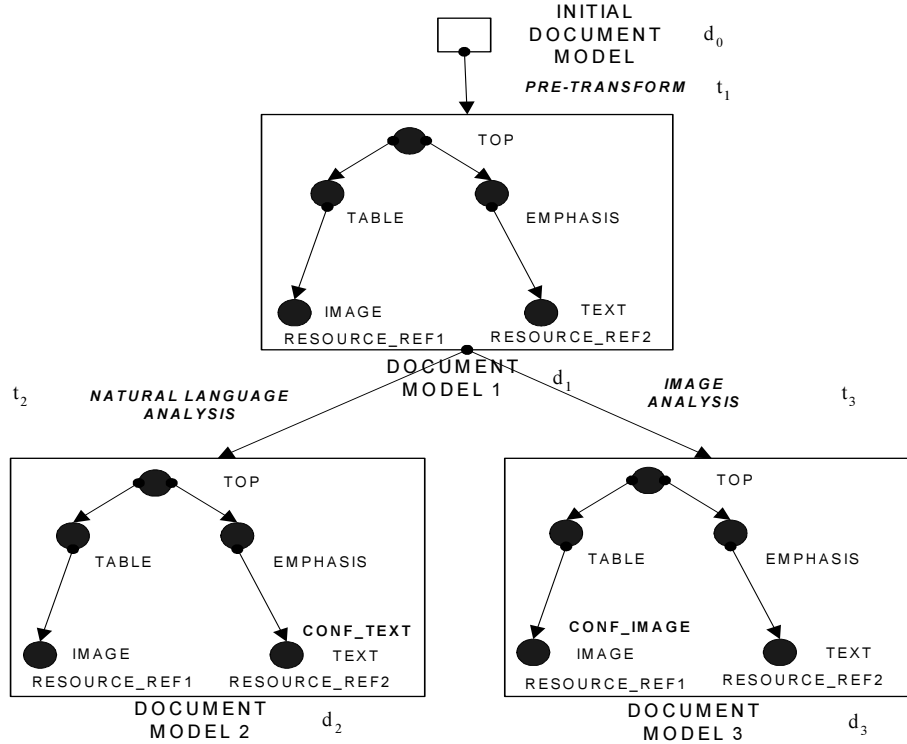 INITIAL
DOCUMENT
MODEL
d0
PRE-TRANSFORM
t1
TOP
TABLE
EMPHASIS
IMAGE
TEXT
RESOURCE_REF1
RESOURCE_REF2
DOCUMENT
MODEL 1
d1
t2
NATURAL LANGUAGE
ANALYSIS
IMAGE
ANALYSIS
t3
TOP
TABLE
EMPHASIS
CONF_TEXT
IMAGE
TEXT
RESOURCE_REF1
RESOURCE_REF2
DOCUMENT
MODEL 2
d2
TOP
TABLE
EMPHASIS
CONF_IMAGE
IMAGE
TEXT
RESOURCE_REF1
RESOURCE_REF2
DOCUMENT
MODEL 3
d3